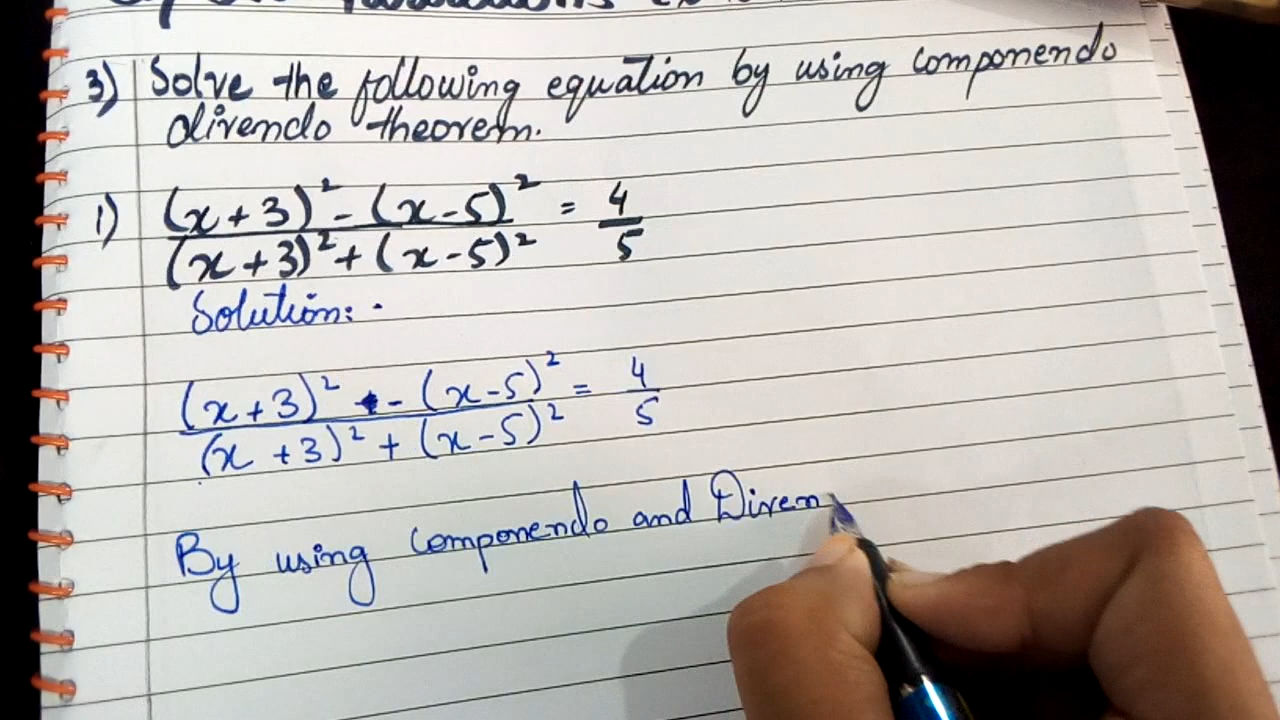 3) Solve the following equation by using componendo
divendo theorem.
1) (x+3)² - (x-5)² / (x+3)² + (x-5)² = 4/5
Solution:-
(x+3)² - (x-5)² / (x+3)² + (x-5)² = 4/5
By using componendo and Diven